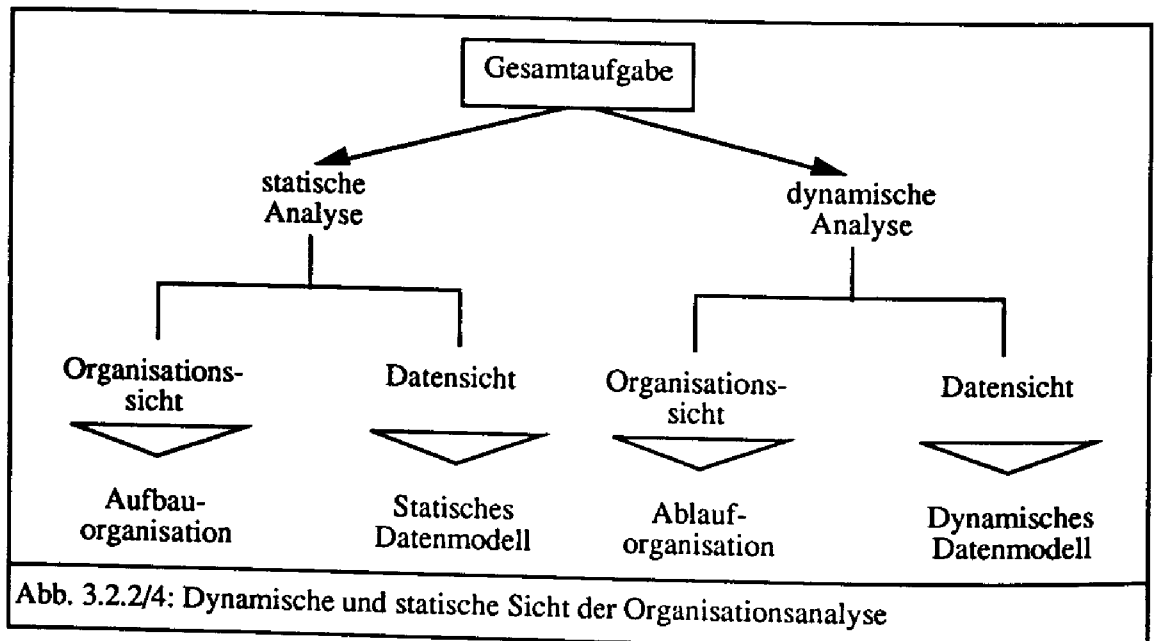 Gesamtaufgabe
statische
Analyse
dynamische
Analyse
Organisations-
sicht
Datensicht
Organisations-
sicht
Datensicht
Aufbau-
organisation
Statisches
Datenmodell
Ablauf-
organisation
Dynamisches
Datenmodell
Abb. 3.2.2/4: Dynamische und statische Sicht der Organisationsanalyse